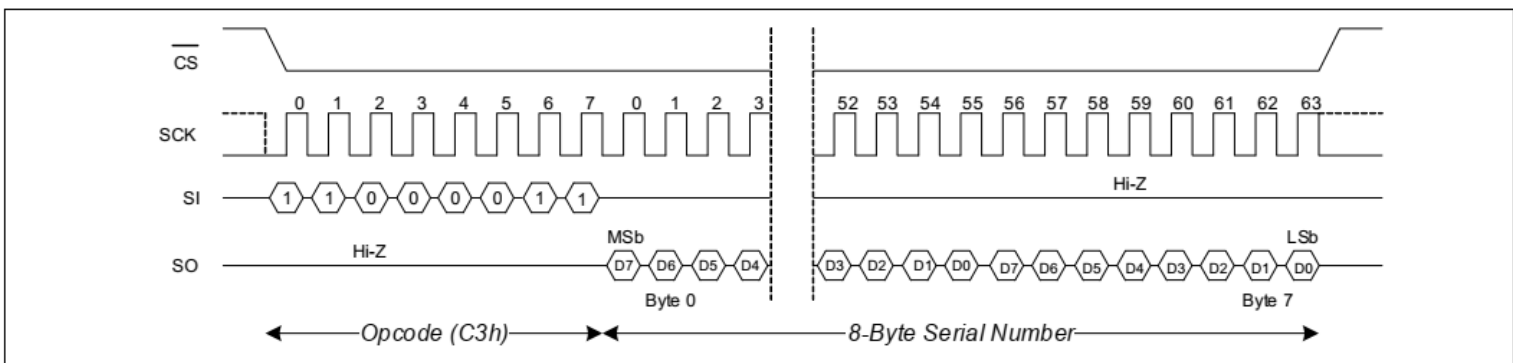 CS
0 1 2 3 4 5 6 7 0 1 2 3 52 53 54 55 56 57 58 59 60 61 62 63
SCK
Hi-Z
SI 1 1 0 0 0 0 1 1
MSb LSb
Hi-Z
SO D7 D6 D5 D4 D3 D2 D1 D0 D7 D6 D5 D4 D3 D2 D1 D0
Byte 0 Byte 7
Opcode (C3h) 8-Byte Serial Number